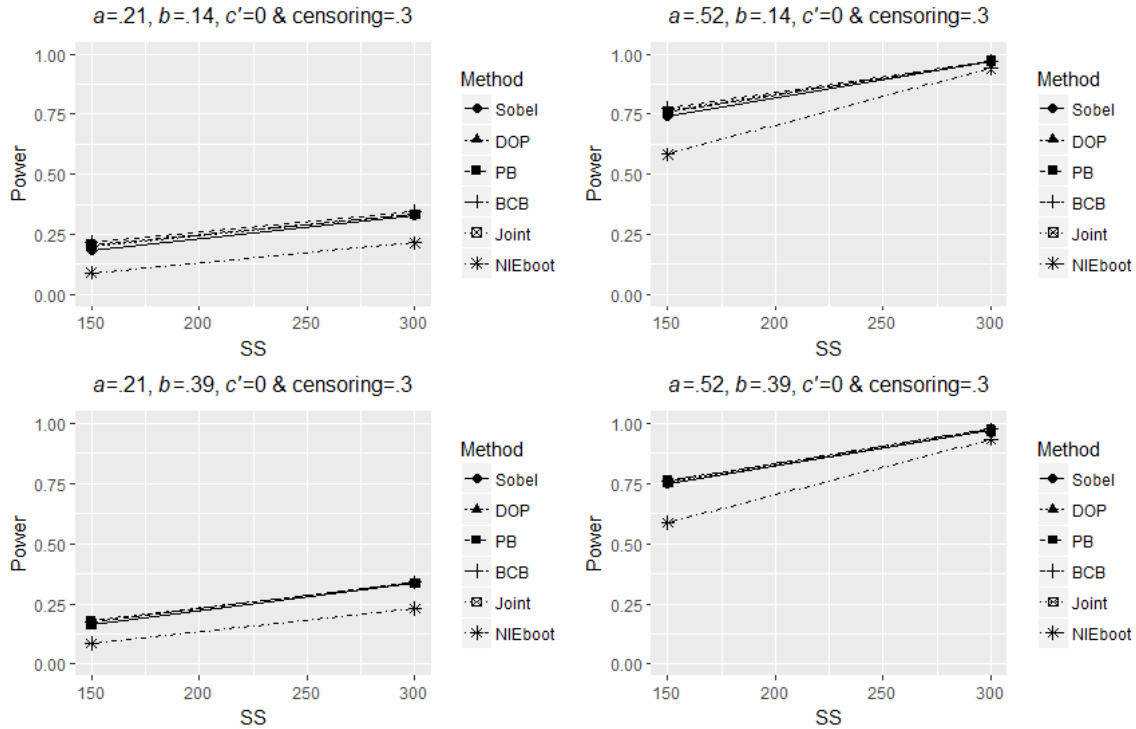 a=.21, b=.14, c'=0 & censoring=.3
1.00
0.75
0.50
0.25
0.00
Power
150
200
250
300
SS
Method
Sobel
DOP
PB
BCB
Joint
NIEboot
a=.52, b=.14, c'=0 & censoring=.3
1.00
0.75
0.50
0.25
0.00
Power
150
200
250
300
SS
Method
Sobel
DOP
PB
BCB
Joint
NIEboot
a=.21, b=.39, c'=0 & censoring=.3
1.00
0.75
0.50
0.25
0.00
Power
150
200
250
300
SS
Method
Sobel
DOP
PB
BCB
Joint
NIEboot
a=.52, b=.39, c'=0 & censoring=.3
1.00
0.75
0.50
0.25
0.00
Power
150
200
250
300
SS
Method
Sobel
DOP
PB
BCB
Joint
NIEboot